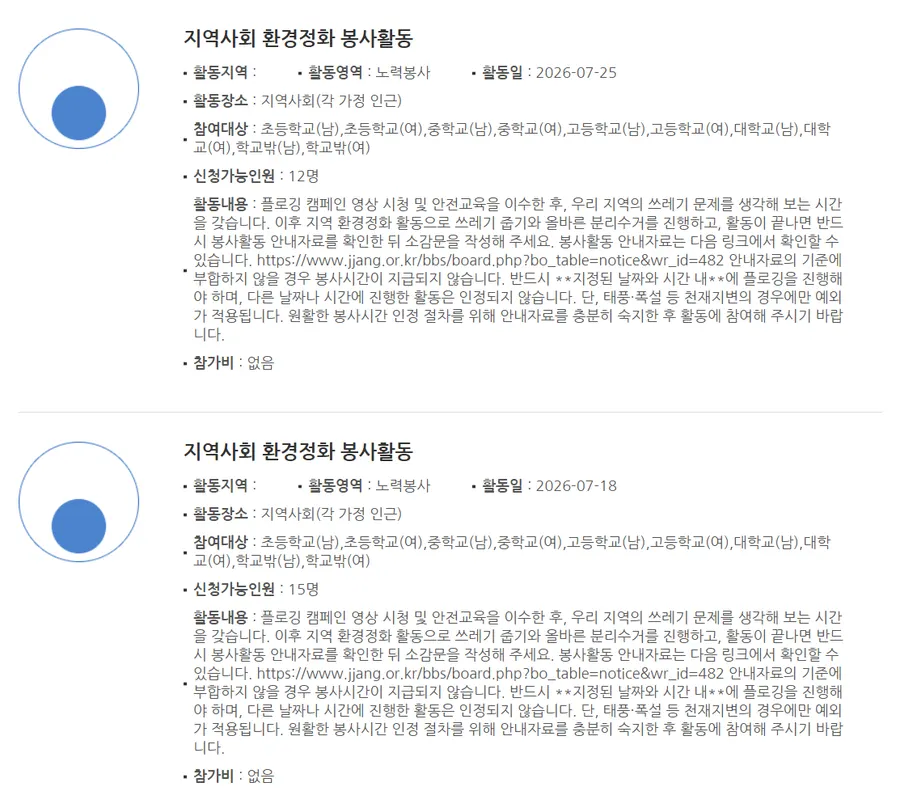 지역사회 환경정화 봉사활동
▪ 활동지역 : ▪ 활동영역 : 노력봉사 ▪ 활동일 : 2026-07-25
▪ 활동장소 : 지역사회(각 가정 인근)
▪ 참여대상 : 초등학교(남),초등학교(여),중학교(남),중학교(여),고등학교(남),고등학교(여),대학교(남),대학
교(여),학교밖(남),학교밖(여)
▪ 신청가능인원 : 12명
▪ 활동내용 : 플로깅 캠페인 영상 시청 및 안전교육을 이수한 후, 우리 지역의 쓰레기 문제를 생각해 보는 시간
을 갖습니다. 이후 지역 환경정화 활동으로 쓰레기 줍기와 올바른 분리수거를 진행하고, 활동이 끝나면 반드
시 봉사활동 안내자료를 확인한 뒤 소감문을 작성해 주세요. 봉사활동 안내자료는 다음 링크에서 확인할 수
있습니다. https://www.jjang.or.kr/bbs/board.php?bo_table=notice&wr_id=482 안내자료의 기준에
부합하지 않을 경우 봉사시간이 지급되지 않습니다. 반드시 **지정된 날짜와 시간 내**에 플로깅을 진행해
야 하며, 다른 날짜나 시간에 진행한 활동은 인정되지 않습니다. 단, 태풍·폭설 등 천재지변의 경우에만 예외
가 적용됩니다. 원활한 봉사시간 인정 절차를 위해 안내자료를 충분히 숙지한 후 활동에 참여해 주시기 바랍
니다.
▪ 참가비 : 없음
지역사회 환경정화 봉사활동
▪ 활동지역 : ▪ 활동영역 : 노력봉사 ▪ 활동일 : 2026-07-18
▪ 활동장소 : 지역사회(각 가정 인근)
▪ 참여대상 : 초등학교(남),초등학교(여),중학교(남),중학교(여),고등학교(남),고등학교(여),대학교(남),대학
교(여),학교밖(남),학교밖(여)
▪ 신청가능인원 : 15명
▪ 활동내용 : 플로깅 캠페인 영상 시청 및 안전교육을 이수한 후, 우리 지역의 쓰레기 문제를 생각해 보는 시간
을 갖습니다. 이후 지역 환경정화 활동으로 쓰레기 줍기와 올바른 분리수거를 진행하고, 활동이 끝나면 반드
시 봉사활동 안내자료를 확인한 뒤 소감문을 작성해 주세요. 봉사활동 안내자료는 다음 링크에서 확인할 수
있습니다. https://www.jjang.or.kr/bbs/board.php?bo_table=notice&wr_id=482 안내자료의 기준에
부합하지 않을 경우 봉사시간이 지급되지 않습니다. 반드시 **지정된 날짜와 시간 내**에 플로깅을 진행해
야 하며, 다른 날짜나 시간에 진행한 활동은 인정되지 않습니다. 단, 태풍·폭설 등 천재지변의 경우에만 예외
가 적용됩니다. 원활한 봉사시간 인정 절차를 위해 안내자료를 충분히 숙지한 후 활동에 참여해 주시기 바랍
니다.
▪ 참가비 : 없음